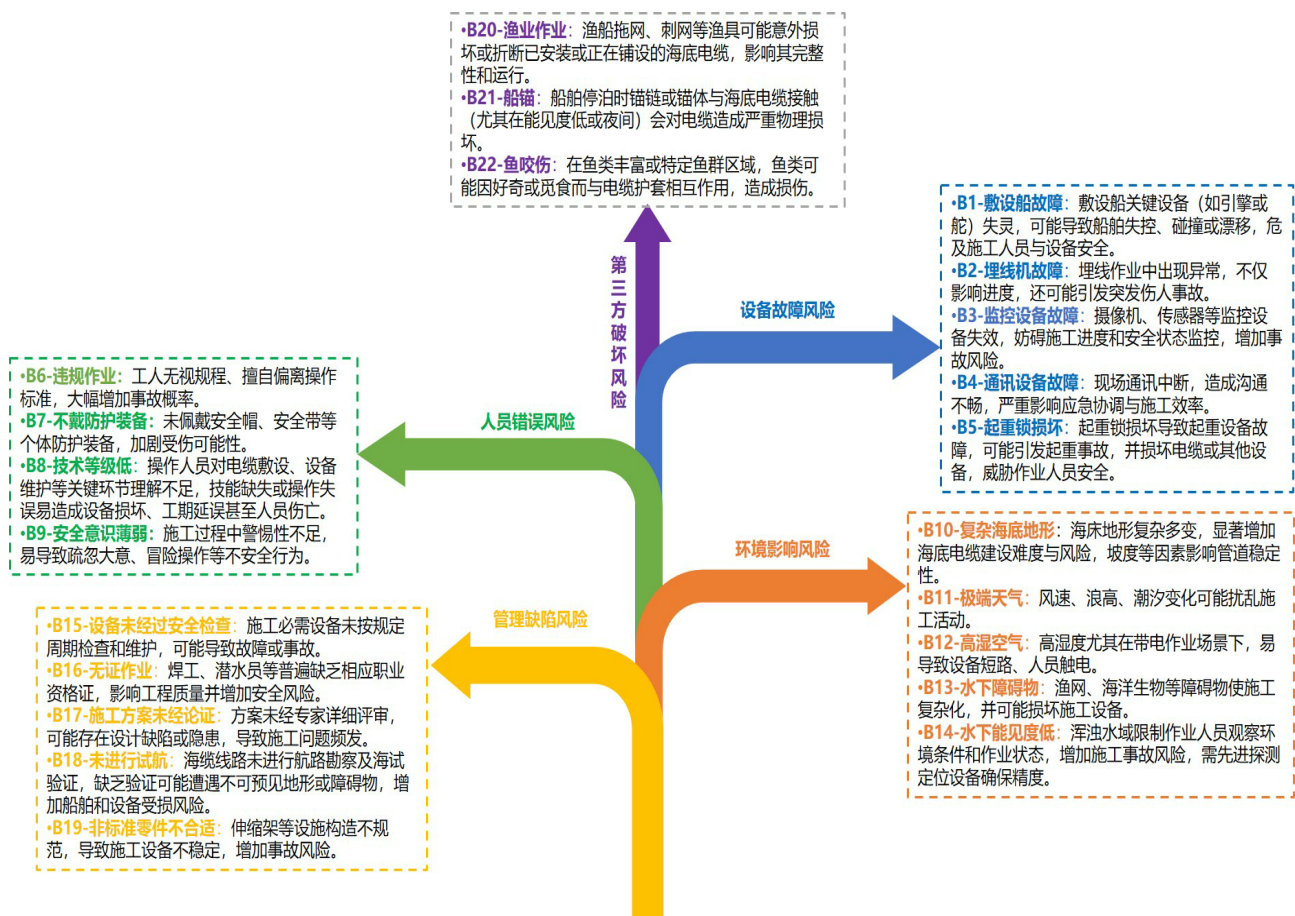 •B20-渔业作业：渔船拖网、刺网等渔具可能意外损
坏或折断已安装或正在铺设的海底电缆，影响其完整
性和运行。
•B21-船锚：船舶停泊时锚链或锚体与海底电缆接触
（尤其在能见度低或夜间）会对电缆造成严重物理损
坏。
•B22-鱼咬伤：在鱼类丰富或特定鱼群区域，鱼类可
能因好奇或觅食而与电缆护套相互作用，造成损伤。
第三方破坏风险
设备故障风险
•B1-敷设船故障：敷设船关键设备（如引擎或
舵）失灵，可能导致船舶失控、碰撞或漂移，危
及施工人员与设备安全。
•B2-埋线机故障：埋线作业中出现异常，不仅
影响进度，还可能引发突发伤人事故。
•B3-监控设备故障：摄像机、传感器等监控设
备失效，妨碍施工进度和安全状态监控，增加事
故风险。
•B4-通讯设备故障：现场通讯中断，造成沟通
不畅，严重影响应急协调与施工效率。
•B5-起重锁损坏：起重锁损坏导致起重设备故
障，可能引发起重事故，并损坏电缆或其他设
备，威胁作业人员安全。
人员错误风险
•B6-违规作业：工人无视规程、擅自偏离操作
标准，大幅增加事故概率。
•B7-不戴防护装备：未佩戴安全帽、安全带等
个体防护装备，加剧受伤可能性。
•B8-技术等级低：操作人员对电缆敷设、设备
维护等关键环节理解不足，技能缺失或操作失
误易造成设备损坏、工期延误甚至人员伤亡。
•B9-安全意识薄弱：施工过程中警惕性不足，
易导致疏忽大意、冒险操作等不安全行为。
环境影响风险
•B10-复杂海底地形：海床地形复杂多变，显著增加
海底电缆建设难度与风险，坡度等因素影响管道稳定
性。
•B11-极端天气：风速、浪高、潮汐变化可能扰乱施
工活动。
•B12-高湿空气：高湿度尤其在带电作业场景下，易
导致设备短路、人员触电。
•B13-水下障碍物：渔网、海洋生物等障碍物使施工
复杂化，并可能损坏施工设备。
•B14-水下能见度低：浑浊水域限制作业人员观察环
境条件和作业状态，增加施工事故风险，需先进探测
定位设备确保精度。
管理缺陷风险
•B15-设备未经过安全检查：施工必需设备未按规定
周期检查和维护，可能导致故障或事故。
•B16-无证作业：焊工、潜水员等普遍缺乏相应职业
资格证，影响工程质量并增加安全风险。
•B17-施工方案未经论证：方案未经专家详细评审，
可能存在设计缺陷或隐患，导致施工问题频发。
•B18-未进行试航：海缆线路未进行航路勘察及海试
验证，缺乏验证可能遭遇不可预见地形或障碍物，增
加船舶和设备受损风险。
•B19-非标准零件不合适：伸缩架等设施构造不规
范，导致施工设备不稳定，增加事故风险。